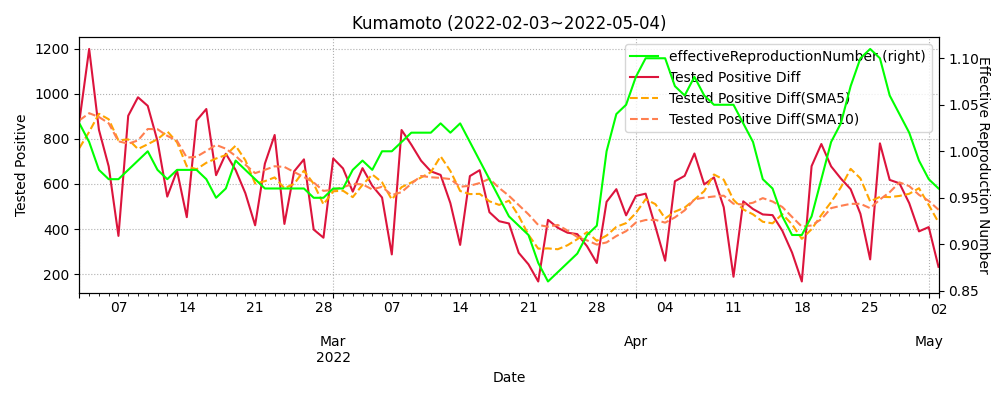 Kumamoto (2022-02-03~2022-05-04)
effectiveReproductionNumber (right)
Tested Positive Diff
Tested Positive Diff(SMA5)
Tested Positive Diff(SMA10)
Tested Positive
1200
1000
800
600
400
200
Effective Reproduction Number
1.10
1.05
1.00
0.95
0.90
0.85
07 14 21 28 07 14 21 28 04 11 18 25 02
Mar Apr May
2022
Date